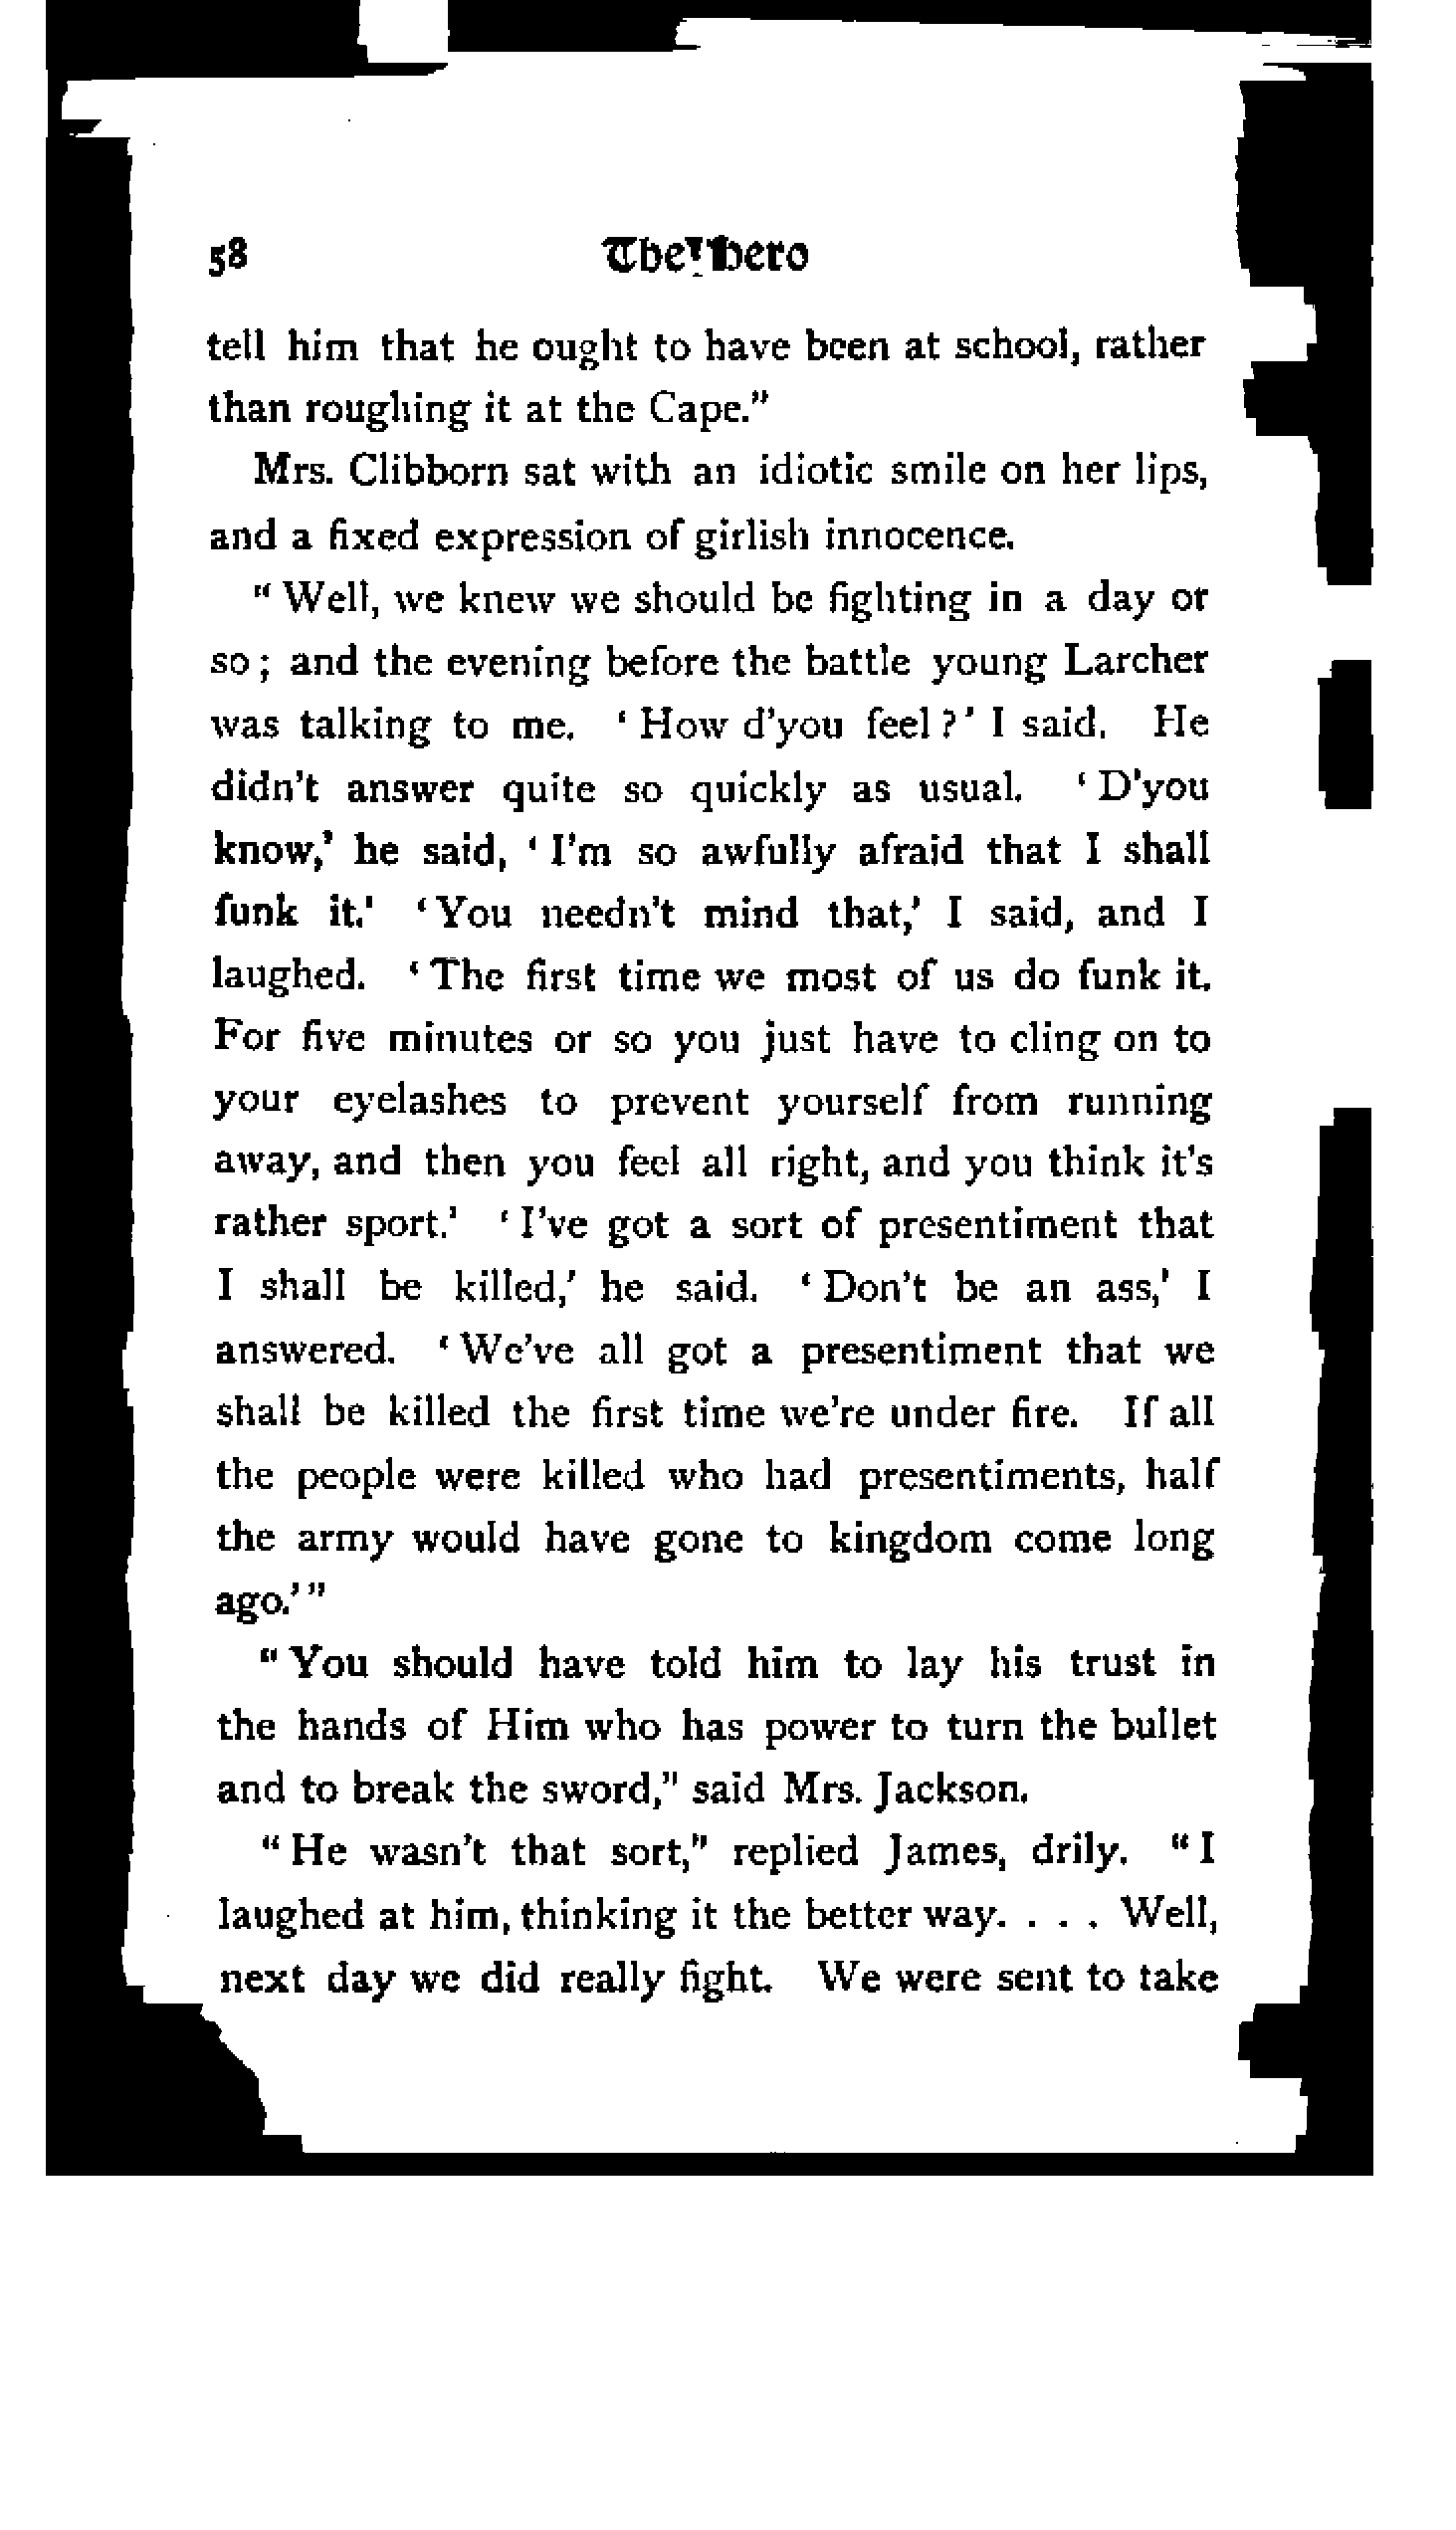 58 The Hero
tell him that he ought to have been at school, rather
than roughing it at the Cape."
Mrs. Clibborn sat with an idiotic smile on her lips,
and a fixed expression of girlish innocence.
"Well, we knew we should be fighting in a day or
so; and the evening before the battle young Larcher
was talking to me. 'How d'you feel?' I said. He
didn't answer quite so quickly as usual. 'D'you
know,' he said, 'I'm so awfully afraid that I shall
funk it.' 'You needn't mind that,' I said, and I
laughed. 'The first time we most of us do funk it.
For five minutes or so you just have to cling on to
your eyelashes to prevent yourself from running
away, and then you feel all right, and you think it's
rather sport.' 'I've got a sort of presentiment that
I shall be killed,' he said. 'Don't be an ass,' I
answered. 'We've all got a presentiment that we
shall be killed the first time we're under fire. If all
the people were killed who had presentiments, half
the army would have gone to kingdom come long
ago.'"
"You should have told him to lay his trust in
the hands of Him who has power to turn the bullet
and to break the sword," said Mrs. Jackson.
"He wasn't that sort," replied James, drily. "I
laughed at him, thinking it the better way. . . . Well,
next day we did really fight. We were sent to take